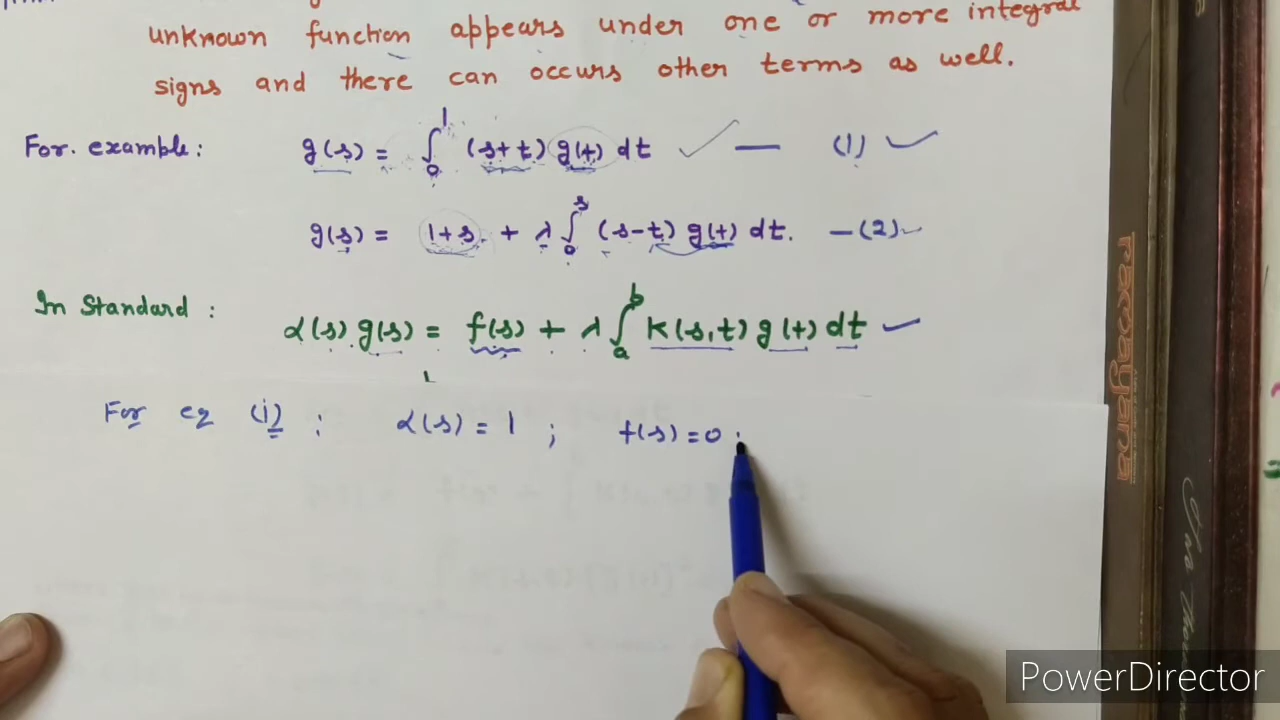 unknown function appears under one or more integral
signs and there can occurs other terms as well.
For. example: g(s) = ∫₀¹ (s+t) g(t) dt — (1)
g(s) = 1+s + λ ∫₀ˢ (s-t) g(t) dt. —(2)
In Standard: α(s) g(s) = f(s) + λ ∫ₐᵇ K(s,t) g(t) dt
For eq (1) : α(s) = 1 ; f(s) = 0 ;
ramayana
PowerDirector